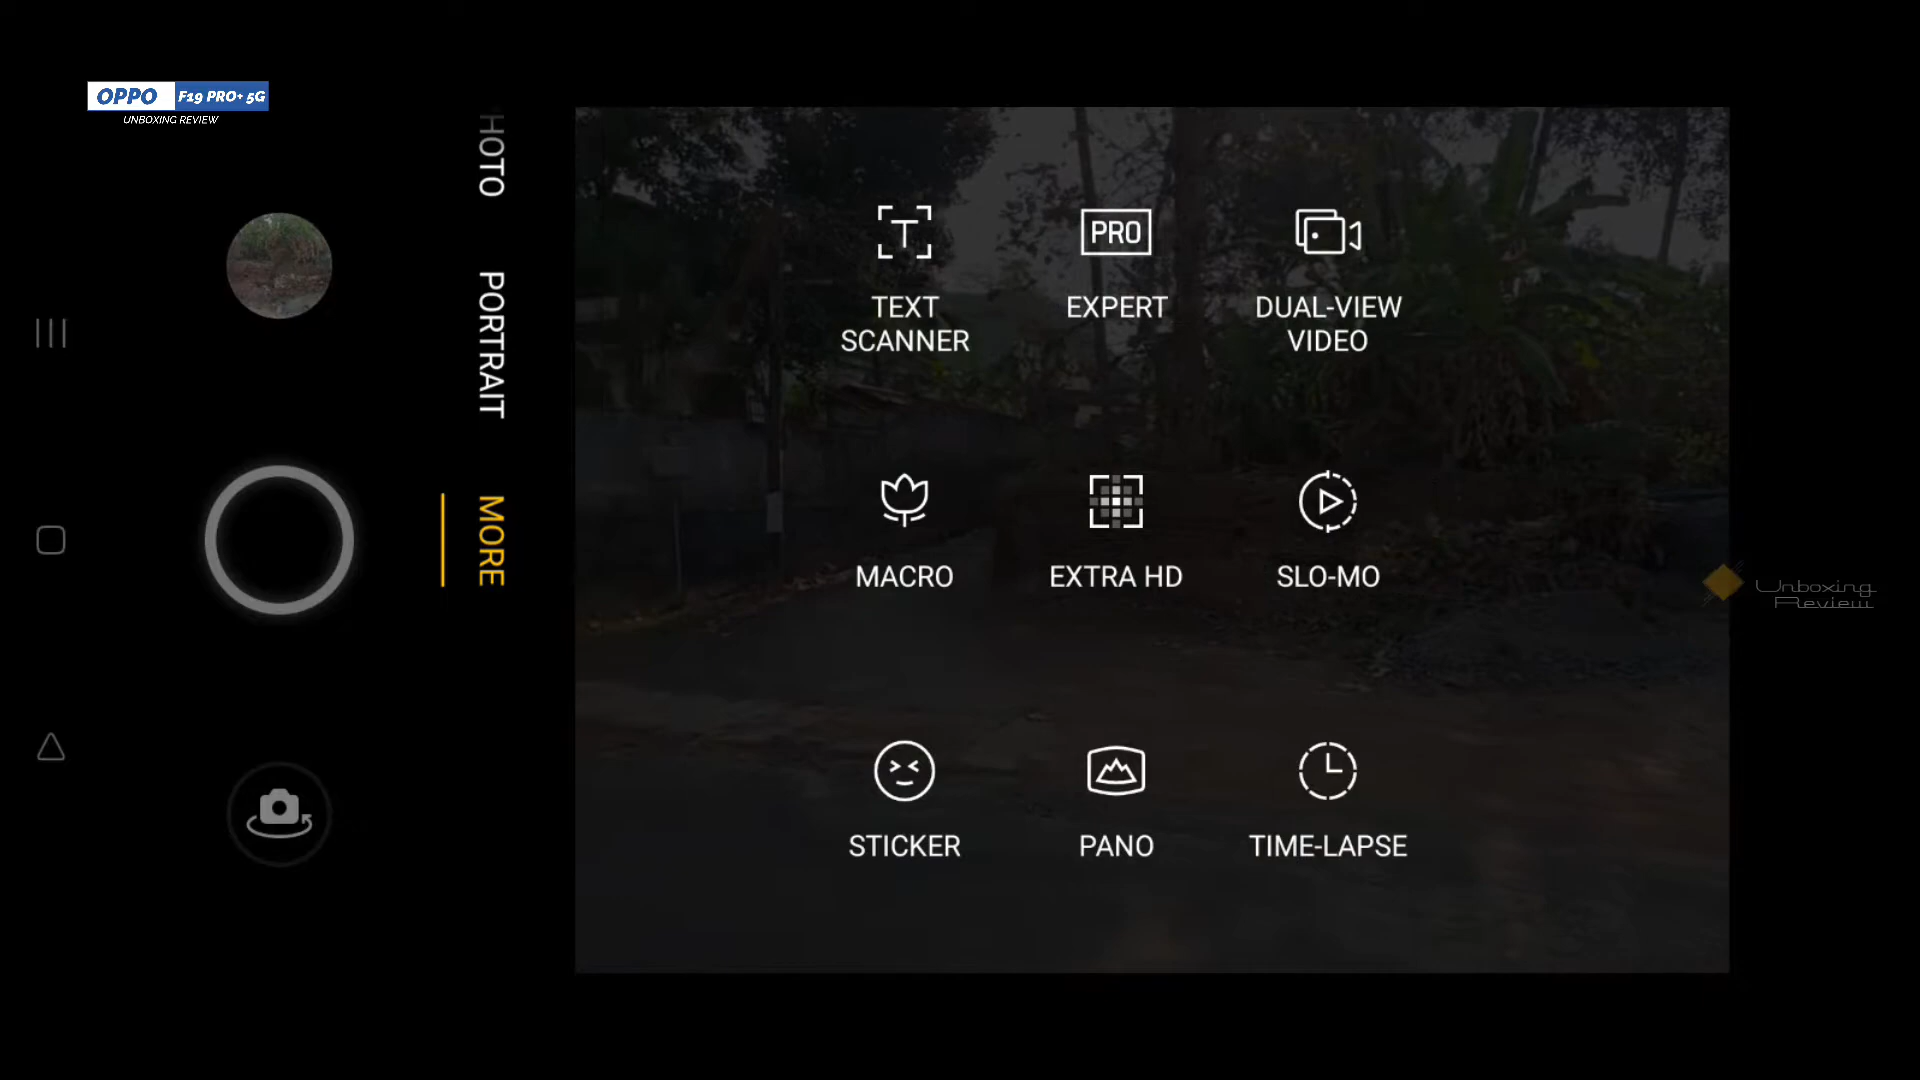 OPPO F19 PRO+ 5G
UNBOXING REVIEW
HOTO
PORTRAIT
MORE
T
TEXT
SCANNER
PRO
EXPERT
DUAL-VIEW
VIDEO
MACRO
EXTRA HD
SLO-MO
STICKER
PANO
TIME-LAPSE
Unboxing
Review